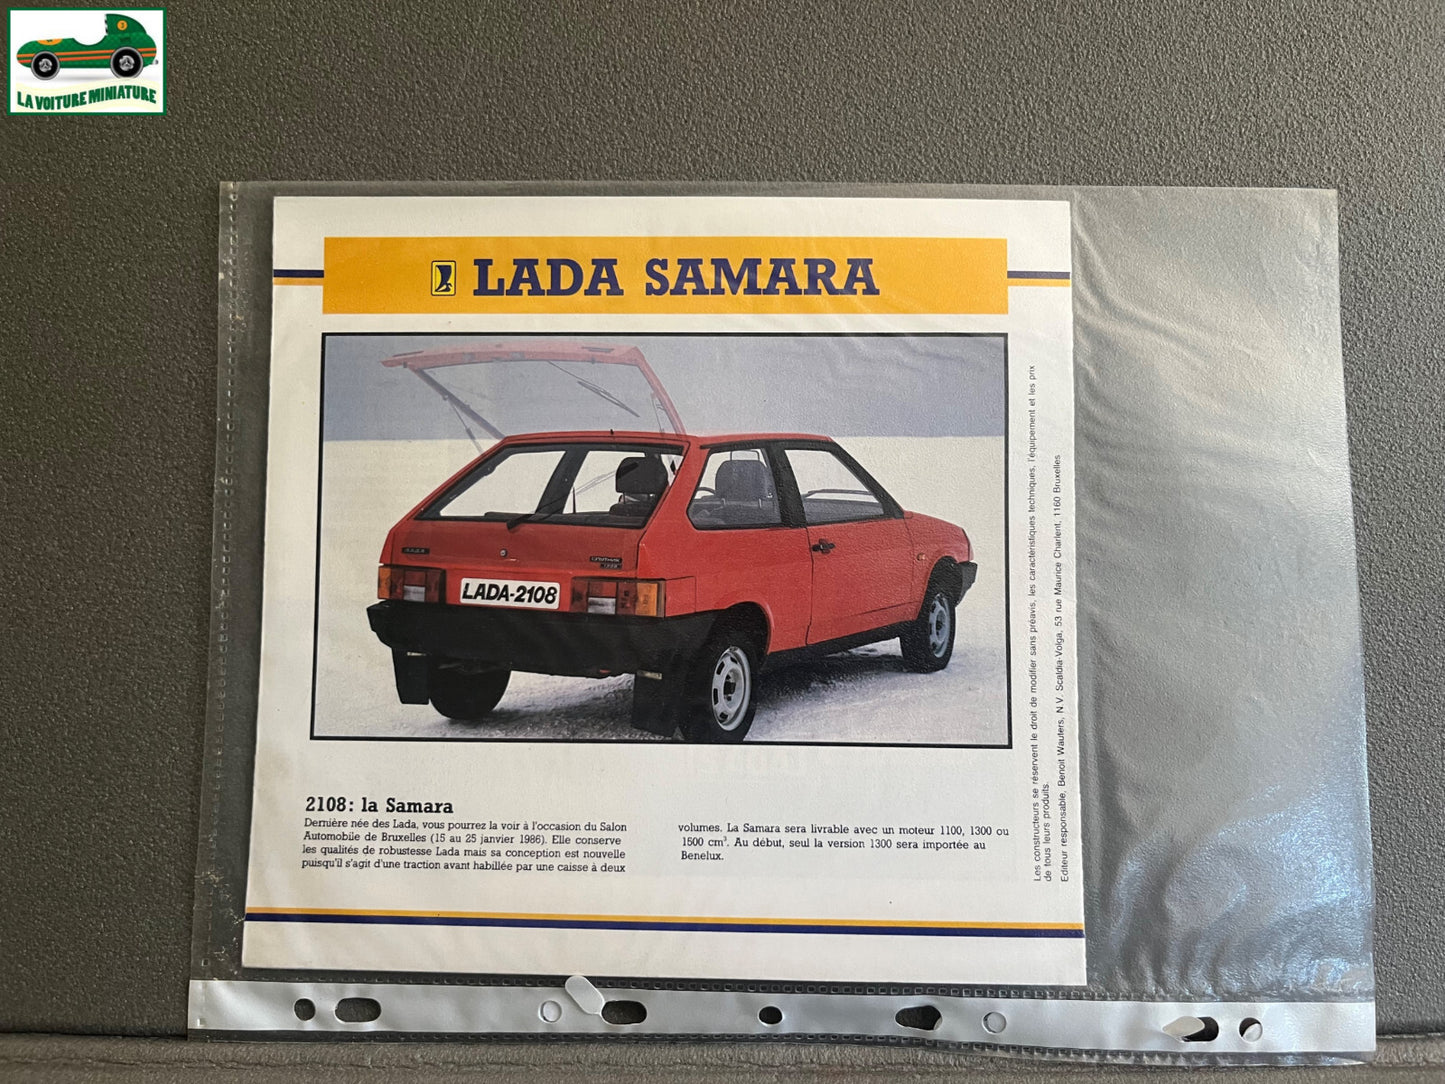 3
LA VOITURE MINIATURE
LADA SAMARA
LADA
LADA-2108
2108: la Samara
Dernière née des Lada, vous pourrez la voir à l'occasion du Salon
Automobile de Bruxelles (15 au 25 janvier 1986). Elle conserve
les qualités de robustesse Lada mais sa conception est nouvelle
puisqu'il s'agit d'une traction avant habillée par une caisse à deux
volumes. La Samara sera livrable avec un moteur 1100, 1300 ou
1500 cm³. Au début, seul la version 1300 sera importée au
Benelux.
Les constructeurs se réservent le droit de modifier sans préavis, les caractéristiques techniques, l'équipement et les prix
de tous leurs produits.
Editeur responsable, Benoit Wauters, N.V. Scaldia-Volga, 53 rue Maurice Charlent, 1160 Bruxelles